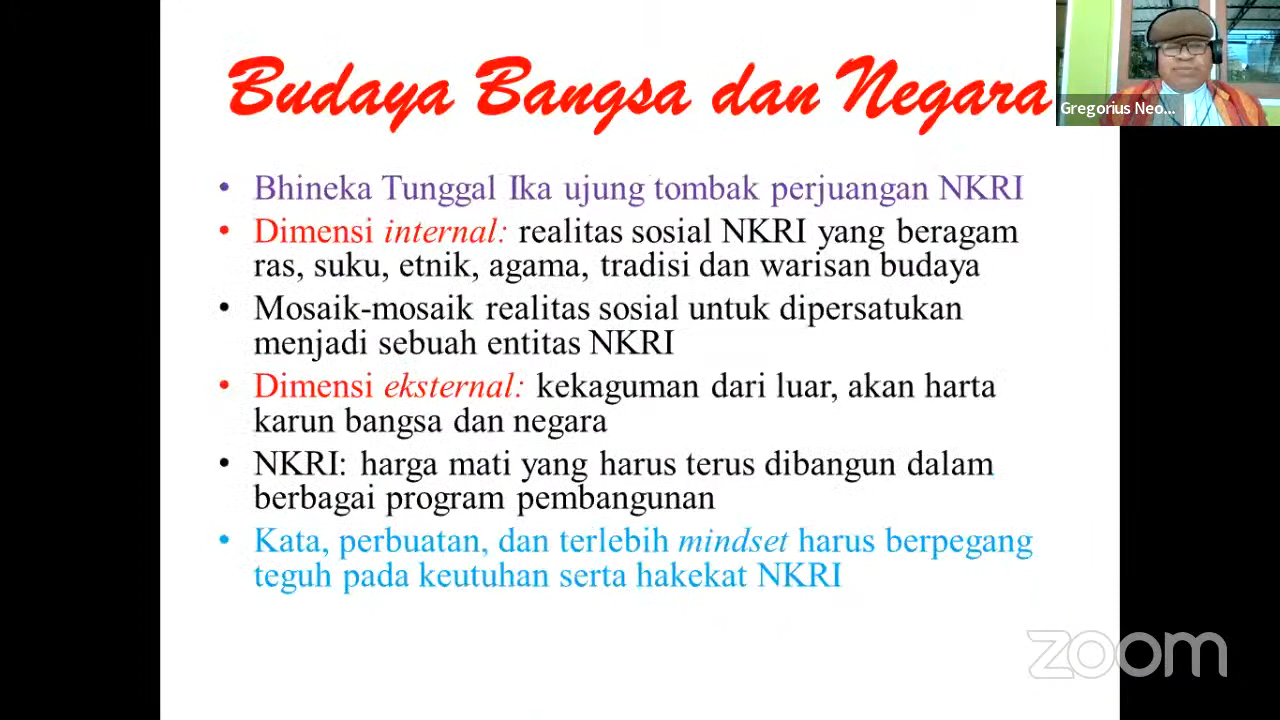 Budaya Bangsa dan Negara
Gregorius Neo...
• Bhineka Tunggal Ika ujung tombak perjuangan NKRI
• Dimensi internal: realitas sosial NKRI yang beragam
ras, suku, etnik, agama, tradisi dan warisan budaya
• Mosaik-mosaik realitas sosial untuk dipersatukan
menjadi sebuah entitas NKRI
• Dimensi eksternal: kekaguman dari luar, akan harta
karun bangsa dan negara
• NKRI: harga mati yang harus terus dibangun dalam
berbagai program pembangunan
• Kata, perbuatan, dan terlebih mindset harus berpegang
teguh pada keutuhan serta hakekat NKRI
zoom